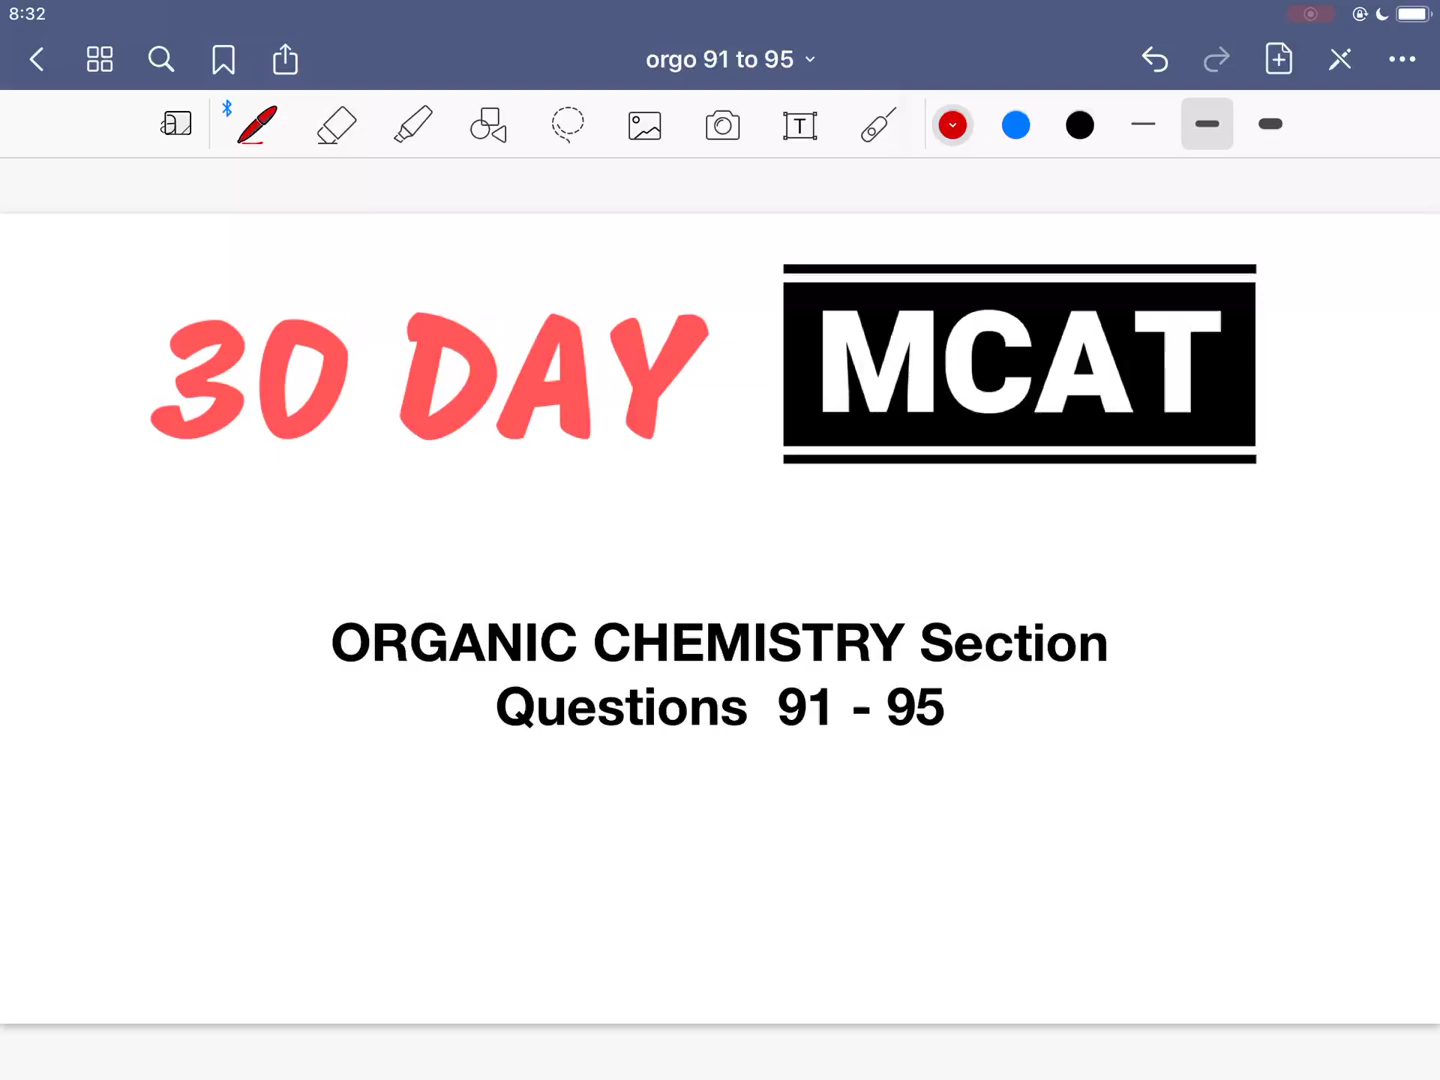 8:32
orgo 91 to 95
T
30 DAY
MCAT
ORGANIC CHEMISTRY Section
Questions 91 - 95